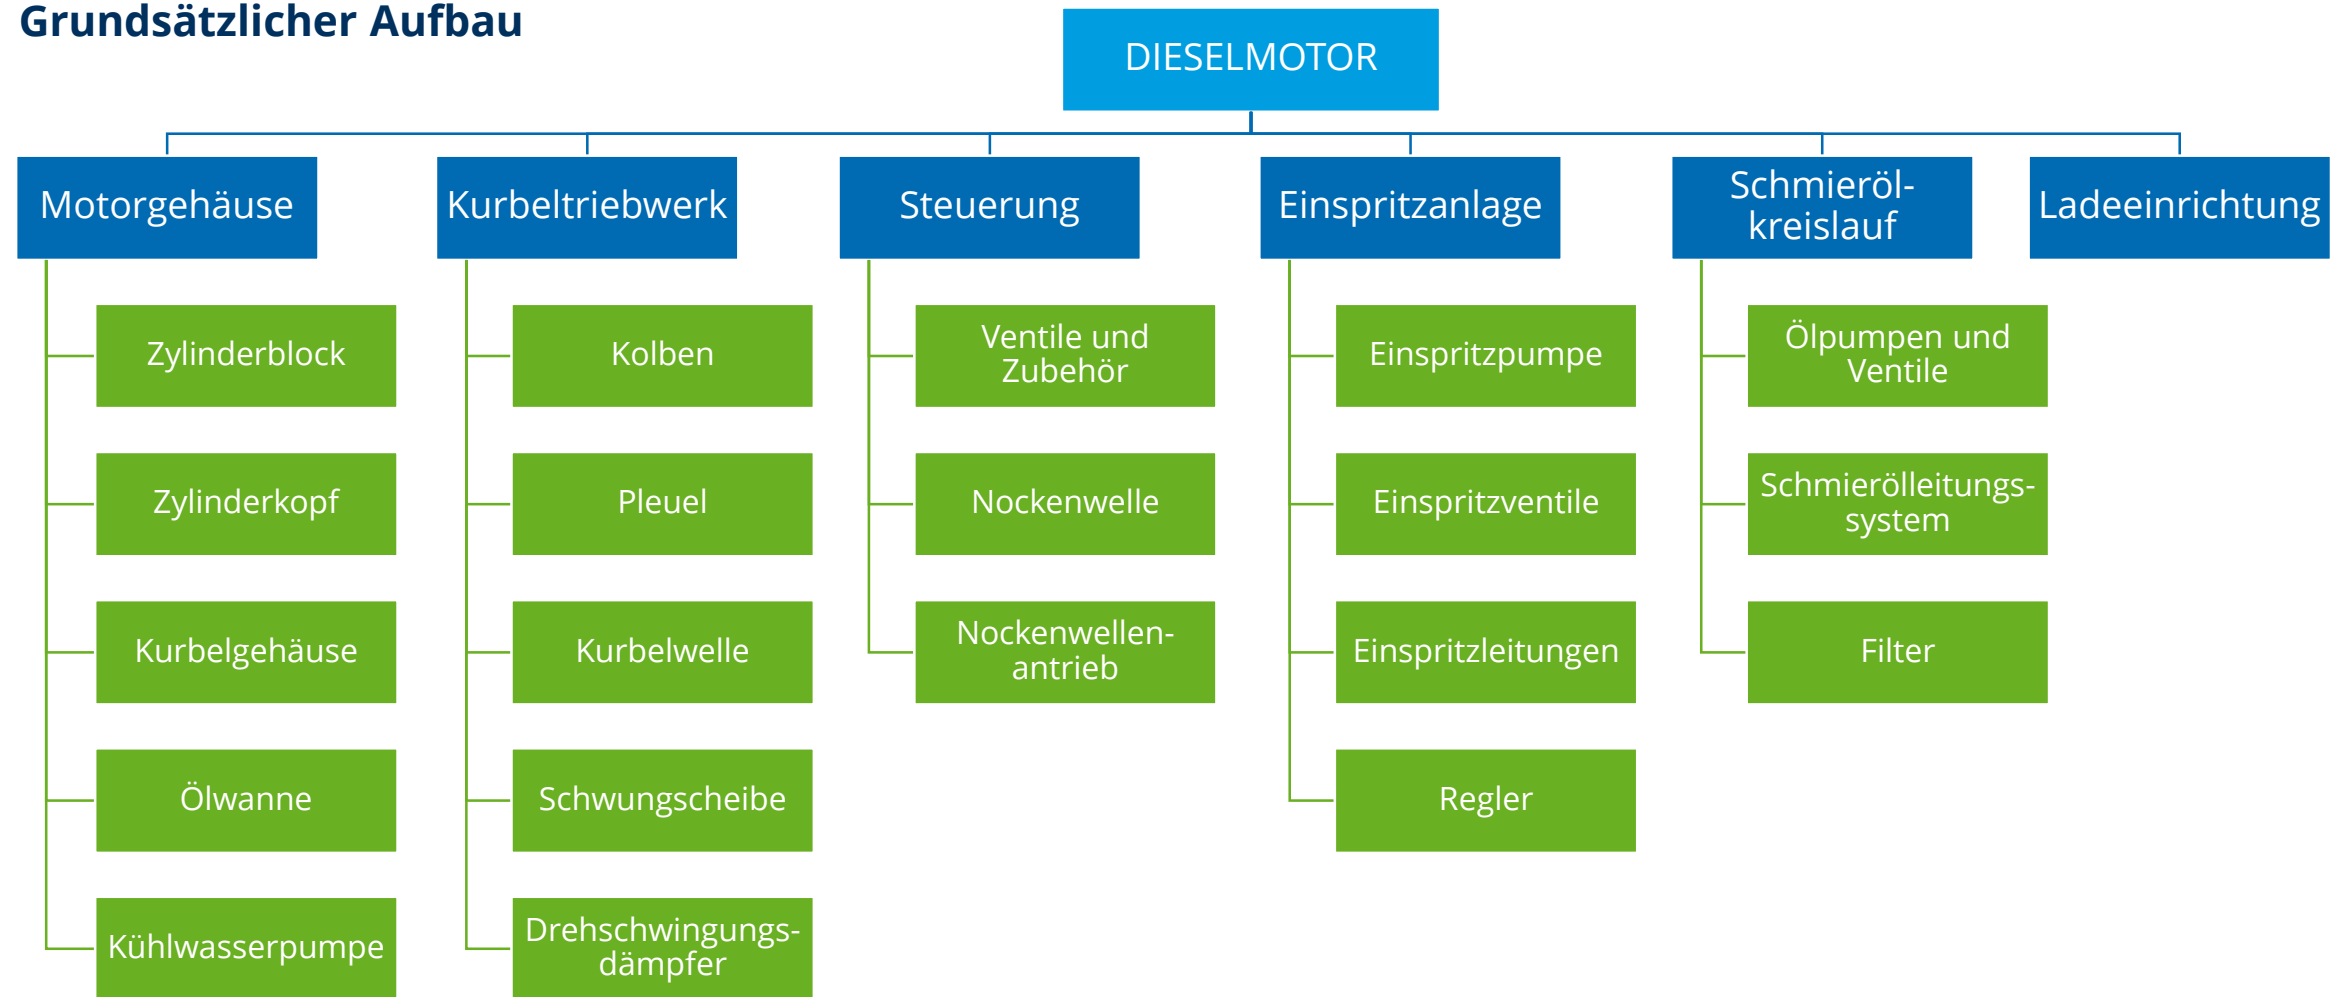 Grundsätzlicher Aufbau
DIESELMOTOR
Motorgehäuse
Zylinderblock
Zylinderkopf
Kurbelgehäuse
Ölwanne
Kühlwasserpumpe
Kurbeltriebwerk
Kolben
Pleuel
Kurbelwelle
Schwungscheibe
Drehschwingungs-
dämpfer
Steuerung
Ventile und
Zubehör
Nockenwelle
Nockenwellen-
antrieb
Einspritzanlage
Einspritzpumpe
Einspritzventile
Einspritzleitungen
Regler
Schmieröl-
kreislauf
Ölpumpen und
Ventile
Schmierölleitungs-
system
Filter
Ladeeinrichtung